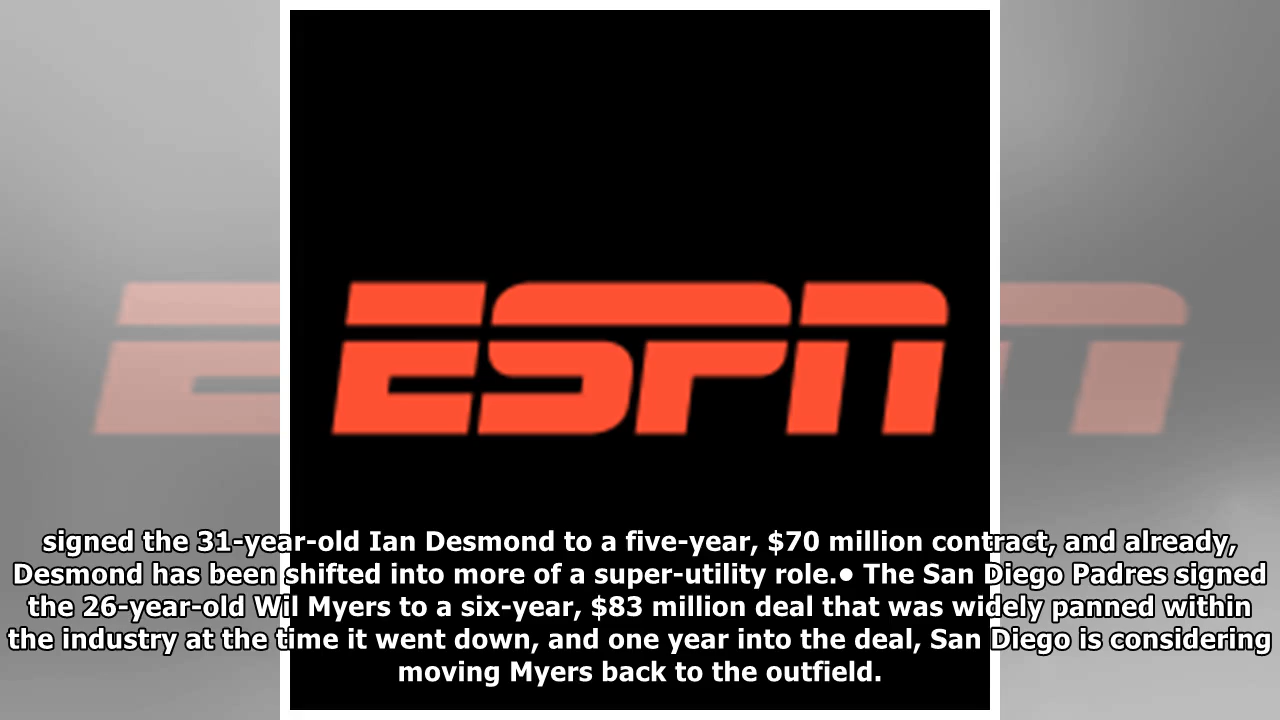 ESPN
signed the 31-year-old Ian Desmond to a five-year, $70 million contract, and already,
Desmond has been shifted into more of a super-utility role.● The San Diego Padres signed
the 26-year-old Wil Myers to a six-year, $83 million deal that was widely panned within
the industry at the time it went down, and one year into the deal, San Diego is considering
moving Myers back to the outfield.